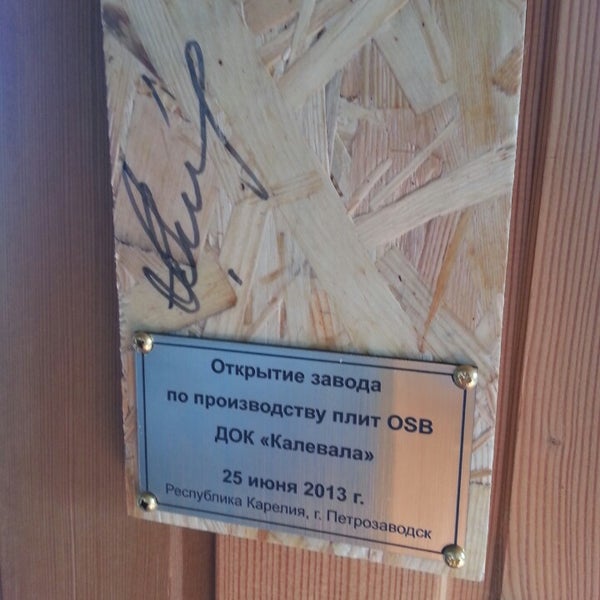 Открытие завода
по производству плит OSB
ДОК «Калевала»
25 июня 2013 г.
Республика Карелия, г. Петрозаводск